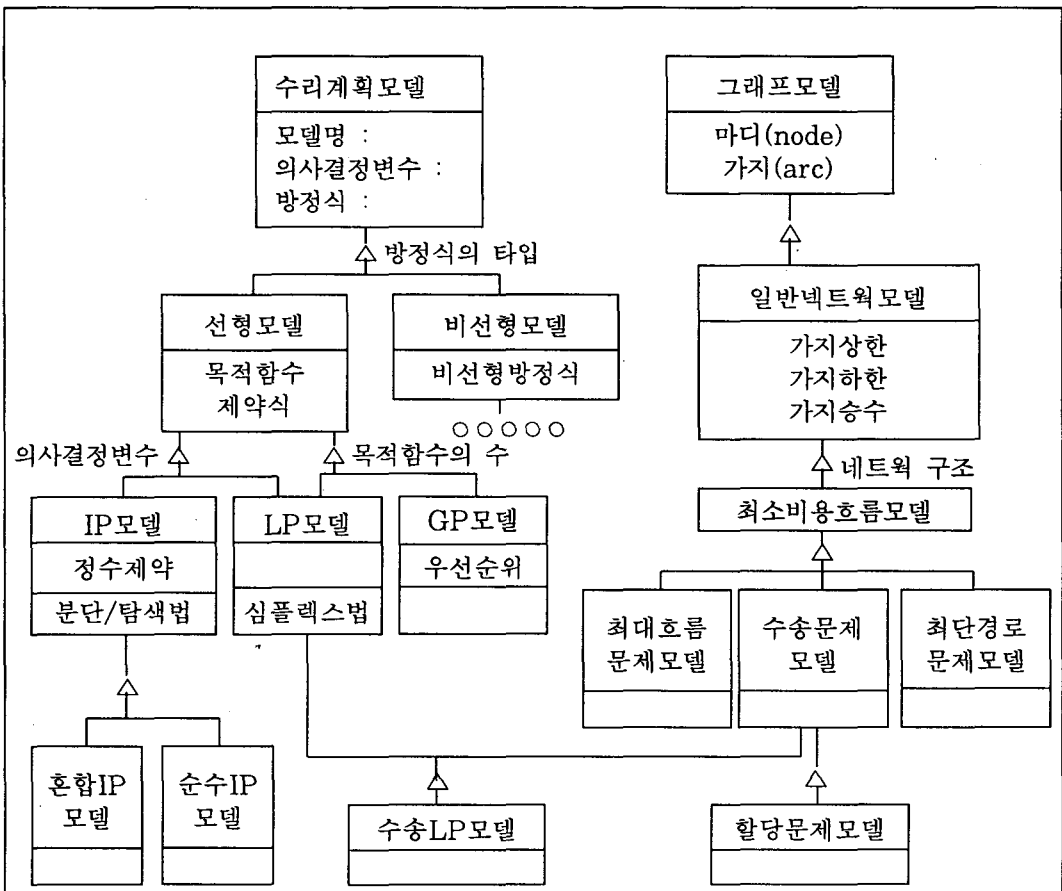 수리계획모델
모델명 :
의사결정변수 :
방정식 :
그래프모델
마디(node)
가지(arc)
방정식의 타입
선형모델
목적함수
제약식
비선형모델
비선형방정식
○○○○○
일반네트웍모델
가지상한
가지하한
가지승수
의사결정변수
목적함수의 수
네트웍 구조
IP모델
정수제약
분단/탐색법
LP모델
심플렉스법
GP모델
우선순위
최소비용흐름모델
최대흐름
문제모델
수송문제
모델
최단경로
문제모델
혼합IP
모델
순수IP
모델
수송LP모델
할당문제모델